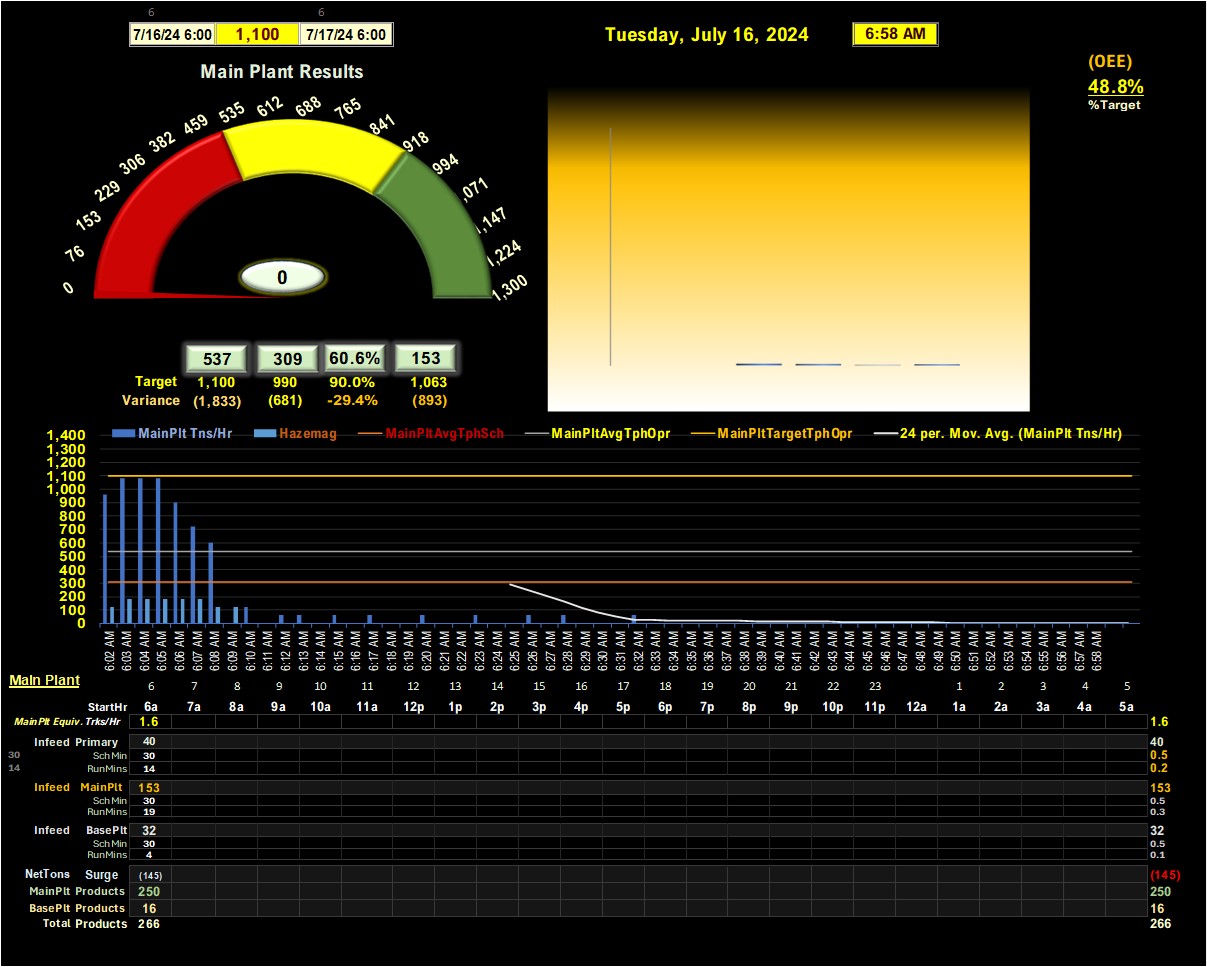 6 6
7/16/24 6:00 1,100 7/17/24 6:00 Tuesday, July 16, 2024 6:58 AM
(OEE)
48.8%
%Target
Main Plant Results
0 76 153 229 306 382 459 535 612 688 765 841 918 994 ,071 ,147 1,224 1,300
0
537 309 60.6% 153
Target 1,100 990 90.0% 1,063
Variance (1,833) (681) -29.4% (893)
MainPlt Tns/Hr Hazemag MainPltAvgTphSch MainPltAvgTphOpr MainPltTargetTphOpr 24 per. Mov. Avg. (MainPlt Tns/Hr)
1,400
1,300
1,200
1,100
1,000
900
800
700
600
500
400
300
200
100
0
6:02 AM 6:03 AM 6:04 AM 6:05 AM 6:06 AM 6:07 AM 6:08 AM 6:09 AM 6:10 AM 6:11 AM 6:12 AM 6:13 AM 6:14 AM 6:15 AM 6:16 AM 6:17 AM 6:18 AM 6:19 AM 6:20 AM 6:21 AM 6:22 AM 6:23 AM 6:24 AM 6:25 AM 6:26 AM 6:27 AM 6:28 AM 6:29 AM 6:30 AM 6:31 AM 6:32 AM 6:33 AM 6:34 AM 6:35 AM 6:36 AM 6:37 AM 6:38 AM 6:39 AM 6:40 AM 6:41 AM 6:42 AM 6:43 AM 6:44 AM 6:45 AM 6:46 AM 6:47 AM 6:48 AM 6:49 AM 6:50 AM 6:51 AM 6:52 AM 6:53 AM 6:54 AM 6:55 AM 6:56 AM 6:57 AM 6:58 AM
Main Plant
6 7 8 9 10 11 12 13 14 15 16 17 18 19 20 21 22 23 1 2 3 4 5
StartHr 6a 7a 8a 9a 10a 11a 12p 1p 2p 3p 4p 5p 6p 7p 8p 9p 10p 11p 12a 1a 2a 3a 4a 5a
MainPlt Equiv. Trks/Hr 1.6 1.6
Infeed Primary 40 40
30 Sch Min 30 0.5
14 RunMins 14 0.2
Infeed MainPlt 153 153
Sch Min 30 0.5
RunMins 19 0.3
Infeed BasePlt 32 32
Sch Min 30 0.5
RunMins 4 0.1
NetTons Surge (145) (145)
MainPlt Products 250 250
BasePlt Products 16 16
Total Products 266 266